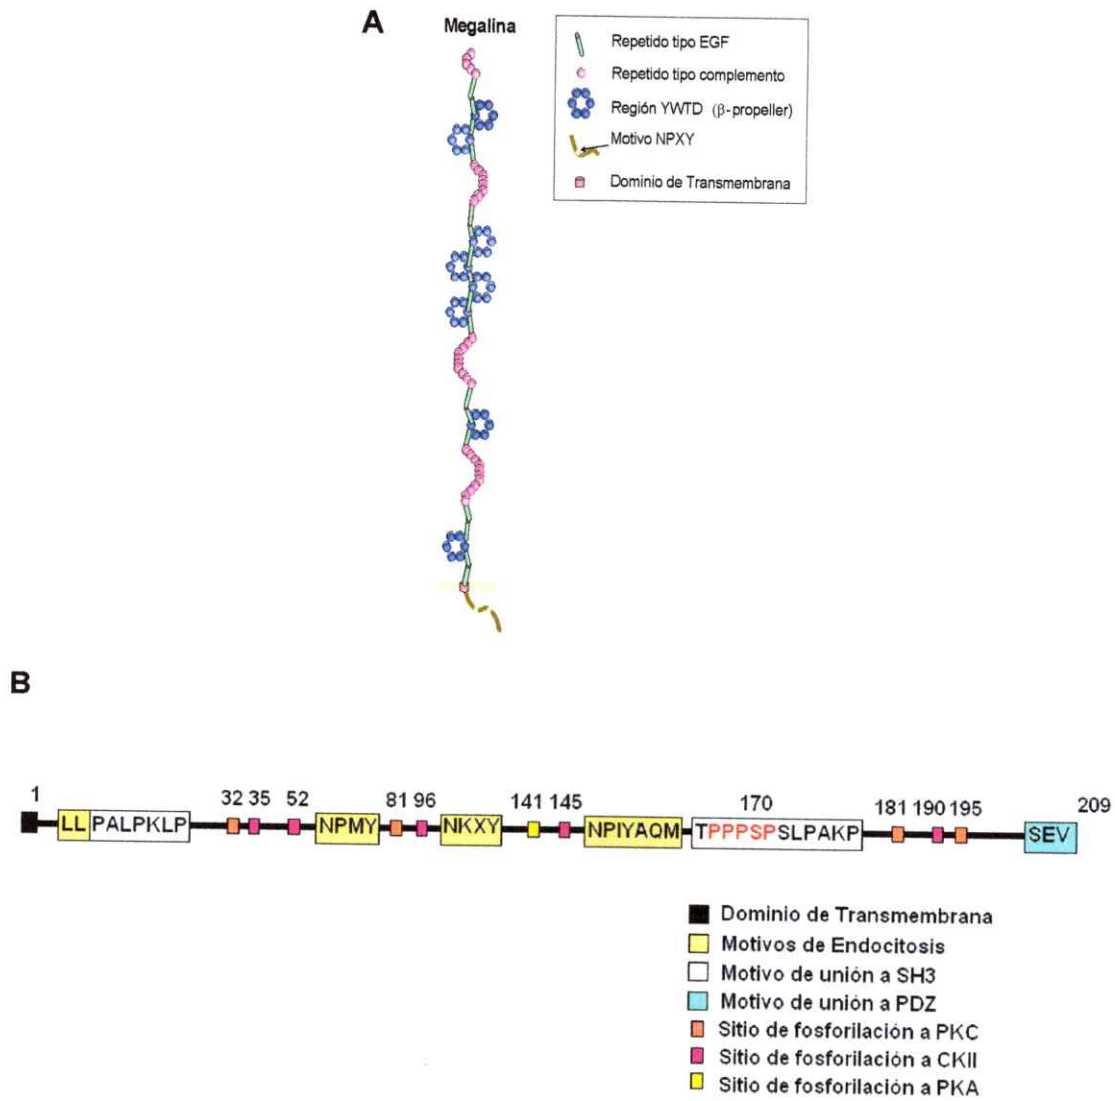 A
Megalina
Repetido tipo EGF
Repetido tipo complemento
Región YWTD (β-propeller)
Motivo NPXY
Dominio de Transmembrana
B
1 32 35 52 81 96 141 145 170 181 190 195 209
LL PALPKLP NPMY NKXY NPIYAQM TPPPSPSLPAKP SEV
Dominio de Transmembrana
Motivos de Endocitosis
Motivo de unión a SH3
Motivo de unión a PDZ
Sitio de fosforilación a PKC
Sitio de fosforilación a CKII
Sitio de fosforilación a PKA